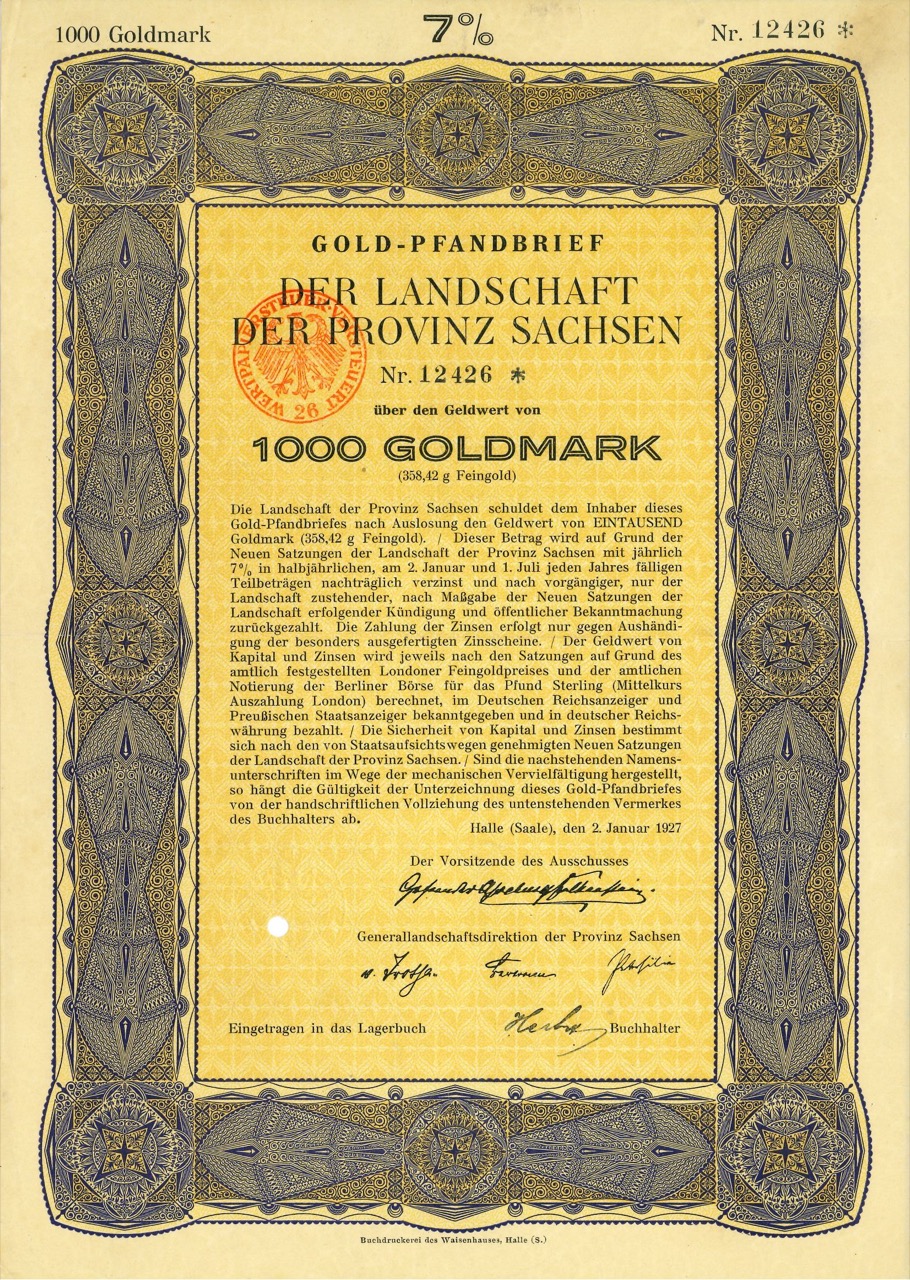 1000 Goldmark
7%
Nr. 12426 *
GOLD-PFANDBRIEF
DER LANDSCHAFT
DER PROVINZ SACHSEN
WERTPAPIERSTEUER VERSTEUERT
26
Nr. 12426 *
über den Geldwert von
1000 GOLDMARK
(358,42 g Feingold)
Die Landschaft der Provinz Sachsen schuldet dem Inhaber dieses
Gold-Pfandbriefes nach Auslosung den Geldwert von EINTAUSEND
Goldmark (358,42 g Feingold). / Dieser Betrag wird auf Grund der
Neuen Satzungen der Landschaft der Provinz Sachsen mit jährlich
7% in halbjährlichen, am 2. Januar und 1. Juli jeden Jahres fälligen
Teilbeträgen nachträglich verzinst und nach vorgängiger, nur der
Landschaft zustehender, nach Maßgabe der Neuen Satzungen der
Landschaft erfolgender Kündigung und öffentlicher Bekanntmachung
zurückgezahlt. Die Zahlung der Zinsen erfolgt nur gegen Aushändi-
gung der besonders ausgefertigten Zinsscheine. / Der Geldwert von
Kapital und Zinsen wird jeweils nach den Satzungen auf Grund des
amtlich festgestellten Londoner Feingoldpreises und der amtlichen
Notierung der Berliner Börse für das Pfund Sterling (Mittelkurs
Auszahlung London) berechnet, im Deutschen Reichsanzeiger und
Preußischen Staatsanzeiger bekanntgegeben und in deutscher Reichs-
währung bezahlt. / Die Sicherheit von Kapital und Zinsen bestimmt
sich nach den von Staatsaufsichtswegen genehmigten Neuen Satzungen
der Landschaft der Provinz Sachsen. / Sind die nachstehenden Namens-
unterschriften im Wege der mechanischen Vervielfältigung hergestellt,
so hängt die Gültigkeit der Unterzeichnung dieses Gold-Pfandbriefes
von der handschriftlichen Vollziehung des untenstehenden Vermerkes
des Buchhalters ab.
Halle (Saale), den 2. Januar 1927
Der Vorsitzende des Ausschusses
Generallandschaftsdirektion der Provinz Sachsen
v. Trotha
Eingetragen in das Lagerbuch
Buchhalter
Buchdruckerei des Waisenhauses, Halle (S.)